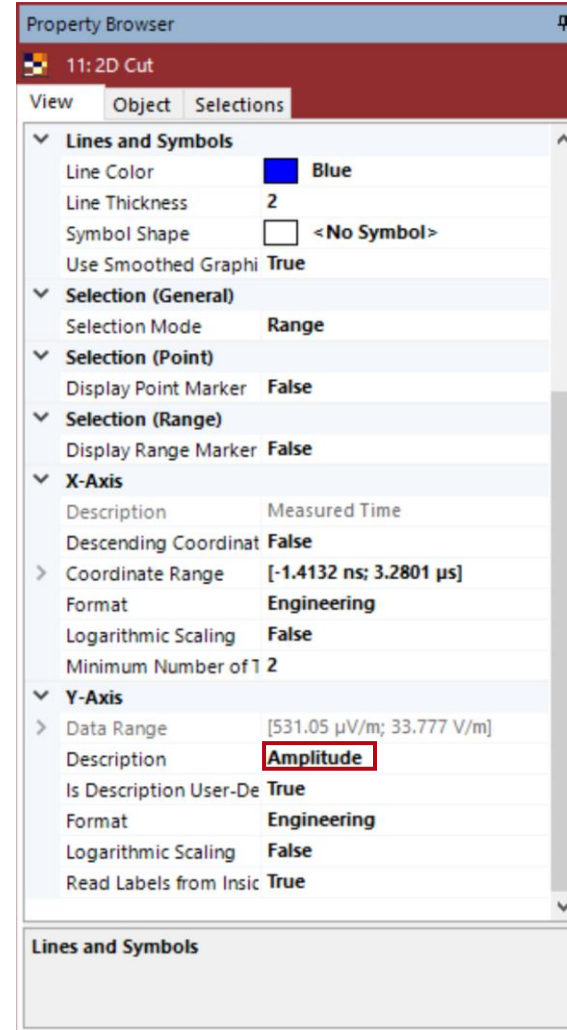 Property Browser
11: 2D Cut
View Object Selections
Lines and Symbols
Line Color Blue
Line Thickness 2
Symbol Shape <No Symbol>
Use Smoothed Graphi True
Selection (General)
Selection Mode Range
Selection (Point)
Display Point Marker False
Selection (Range)
Display Range Marker False
X-Axis
Description Measured Time
Descending Coordinat False
Coordinate Range [-1.4132 ns; 3.2801 µs]
Format Engineering
Logarithmic Scaling False
Minimum Number of T 2
Y-Axis
Data Range [531.05 µV/m; 33.777 V/m]
Description Amplitude
Is Description User-De True
Format Engineering
Logarithmic Scaling False
Read Labels from Insic True
Lines and Symbols